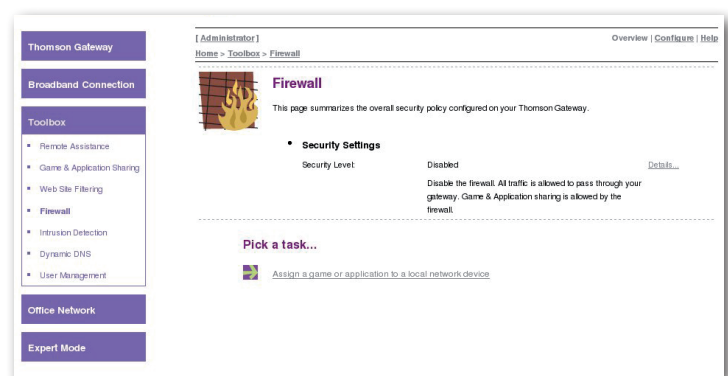 Thomson Gateway
Broadband Connection
Toolbox
Remote Assistance
Game & Application Sharing
Web Site Filtering
Firewall
Intrusion Detection
Dynamic DNS
User Management
Office Network
Expert Mode
[ Administrator ]
Overview | Configure | Help
Home > Toolbox > Firewall
Firewall
This page summarizes the overall security policy configured on your Thomson Gateway.
Security Settings
Security Level: Disabled Details...
Disable the firewall. All traffic is allowed to pass through your
gateway. Game & Application sharing is allowed by the
firewall.
Pick a task...
Assign a game or application to a local network device